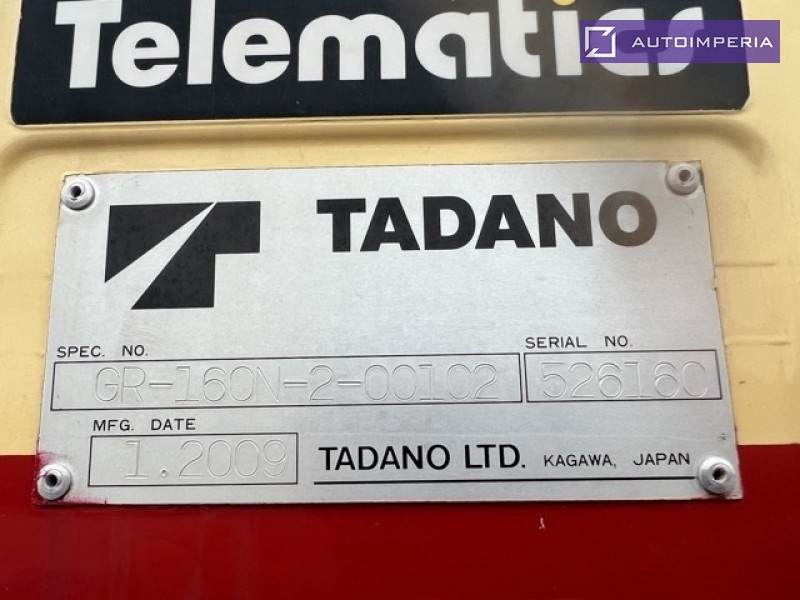 Telematics
AUTOIMPERIA
TADANO
SPEC. NO.
SERIAL NO.
GR-160N-2-00102
526160
MFG. DATE
1.2009
TADANO LTD. KAGAWA, JAPAN